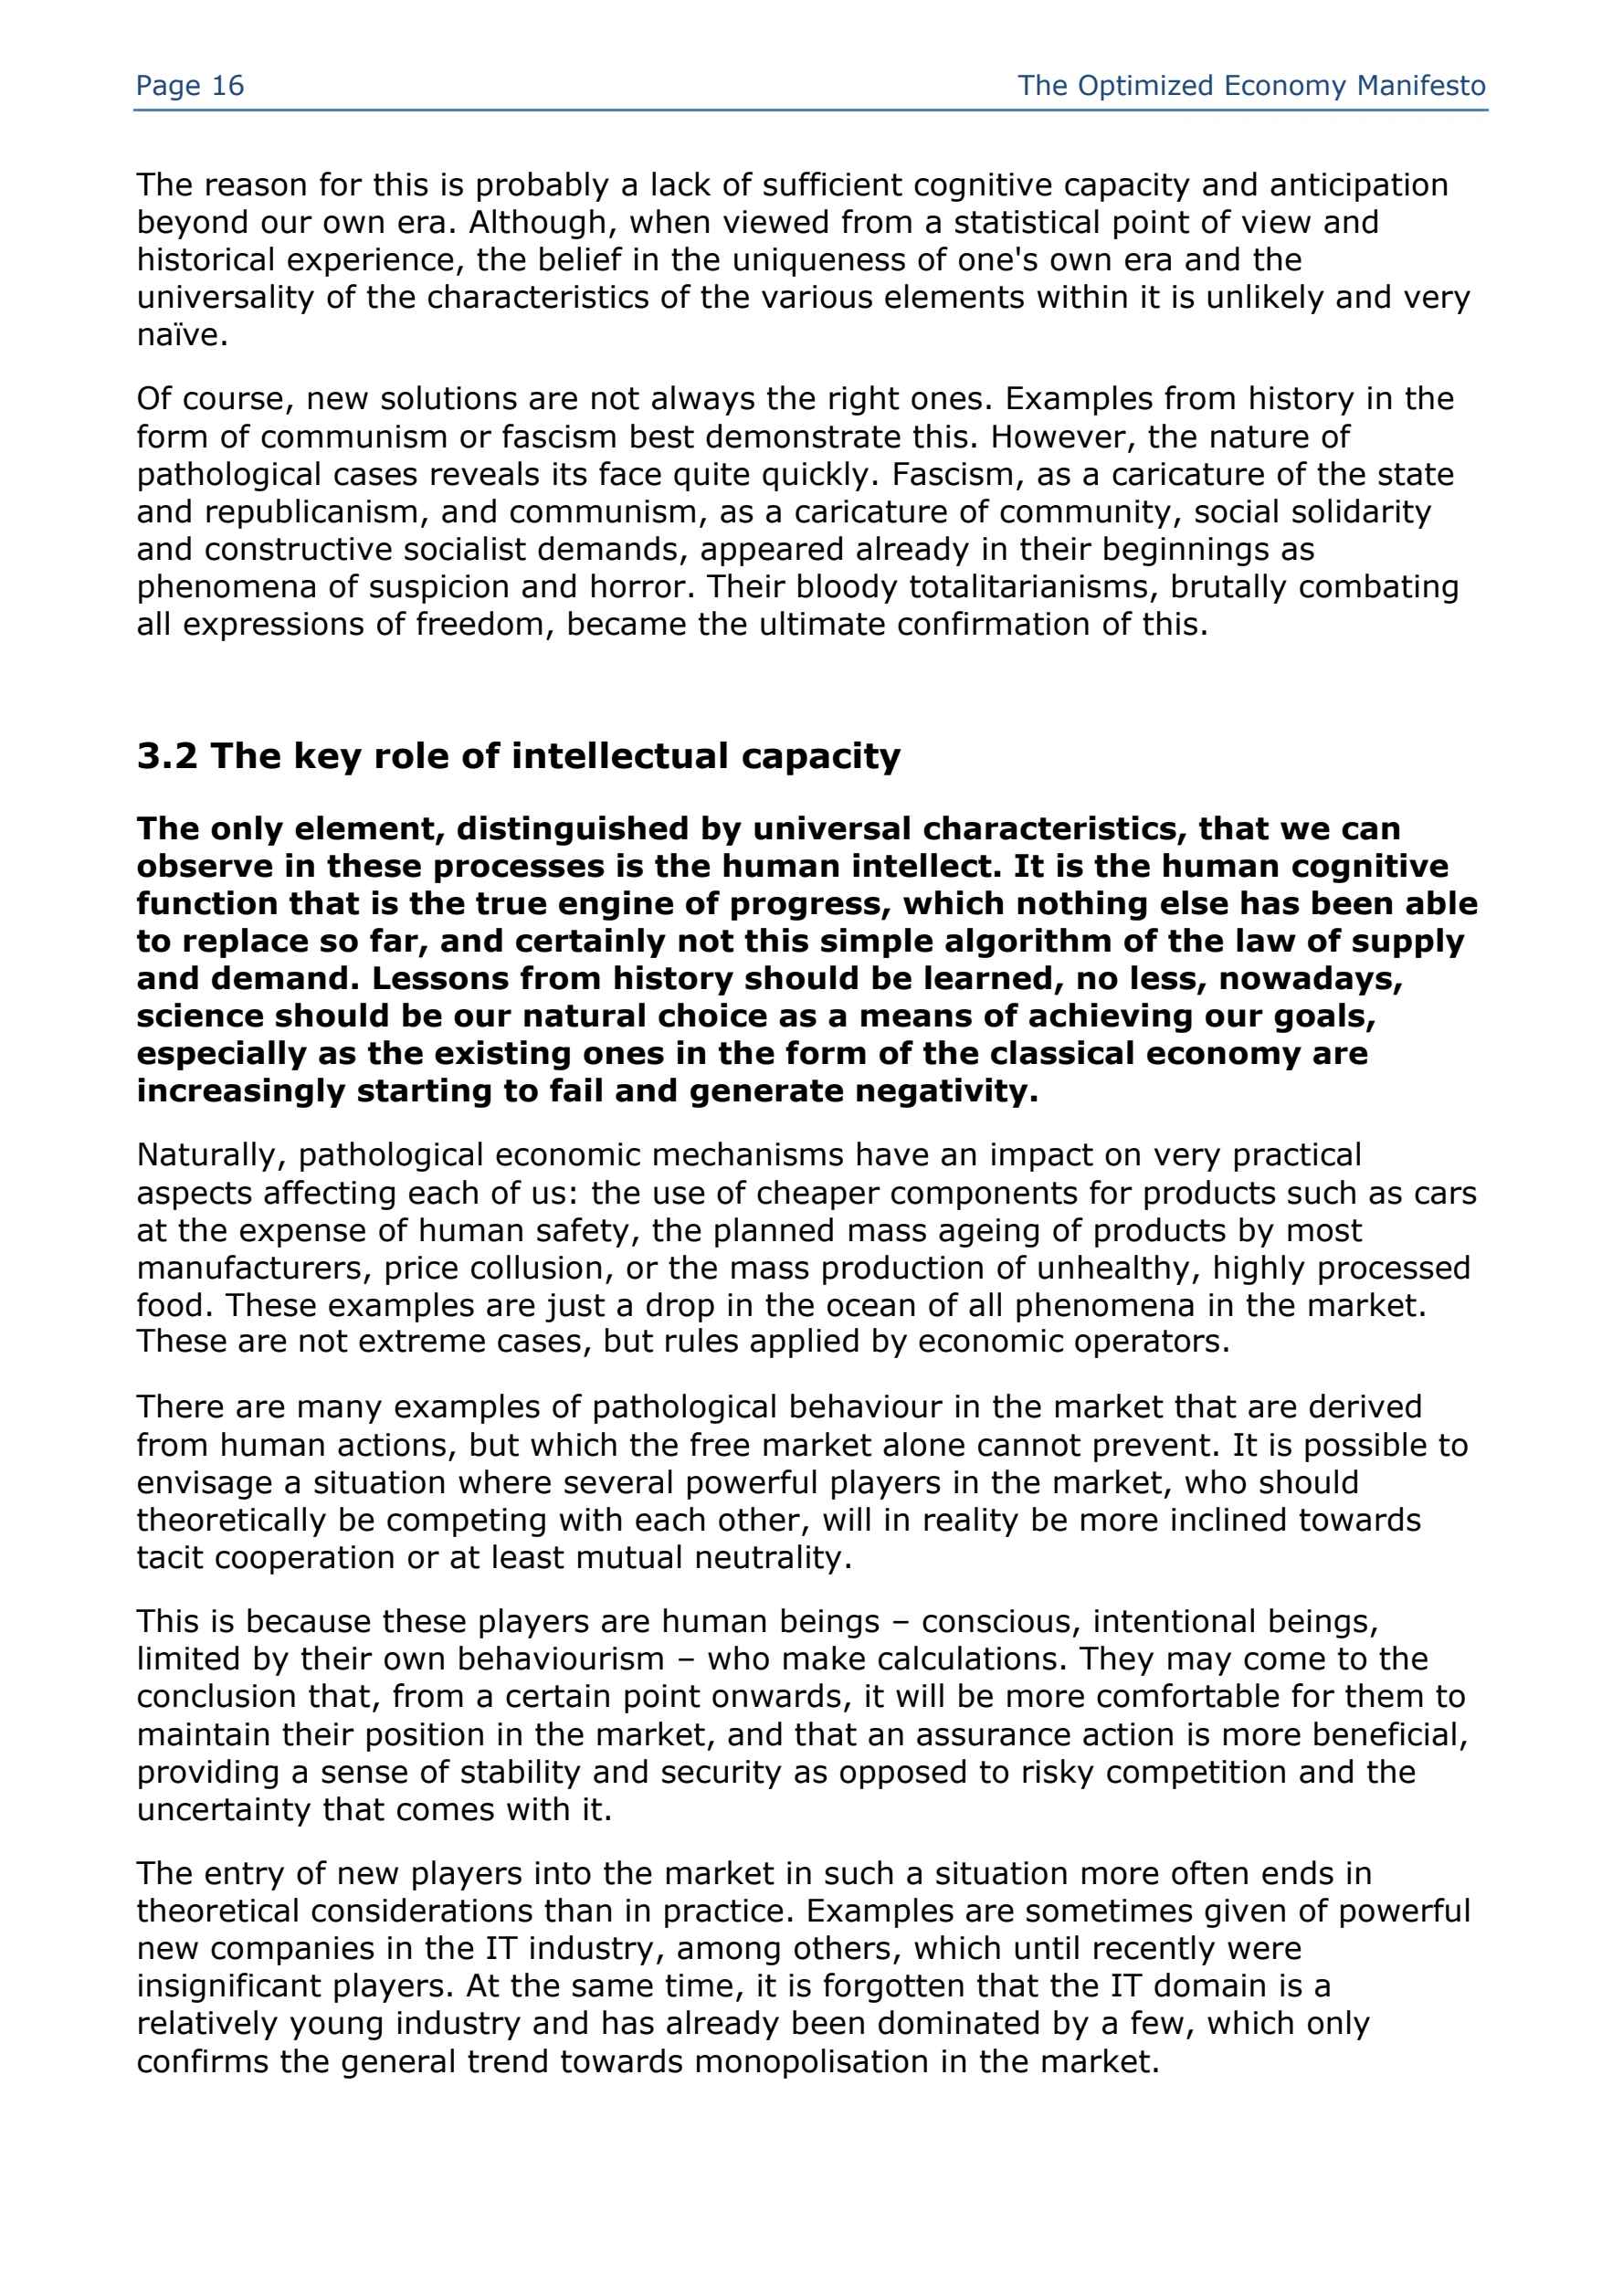 Page 16 The Optimized Economy Manifesto
The reason for this is probably a lack of sufficient cognitive capacity and anticipation
beyond our own era. Although, when viewed from a statistical point of view and
historical experience, the belief in the uniqueness of one's own era and the
universality of the characteristics of the various elements within it is unlikely and very
naïve.
Of course, new solutions are not always the right ones. Examples from history in the
form of communism or fascism best demonstrate this. However, the nature of
pathological cases reveals its face quite quickly. Fascism, as a caricature of the state
and republicanism, and communism, as a caricature of community, social solidarity
and constructive socialist demands, appeared already in their beginnings as
phenomena of suspicion and horror. Their bloody totalitarianisms, brutally combating
all expressions of freedom, became the ultimate confirmation of this.
3.2 The key role of intellectual capacity
The only element, distinguished by universal characteristics, that we can
observe in these processes is the human intellect. It is the human cognitive
function that is the true engine of progress, which nothing else has been able
to replace so far, and certainly not this simple algorithm of the law of supply
and demand. Lessons from history should be learned, no less, nowadays,
science should be our natural choice as a means of achieving our goals,
especially as the existing ones in the form of the classical economy are
increasingly starting to fail and generate negativity.
Naturally, pathological economic mechanisms have an impact on very practical
aspects affecting each of us: the use of cheaper components for products such as cars
at the expense of human safety, the planned mass ageing of products by most
manufacturers, price collusion, or the mass production of unhealthy, highly processed
food. These examples are just a drop in the ocean of all phenomena in the market.
These are not extreme cases, but rules applied by economic operators.
There are many examples of pathological behaviour in the market that are derived
from human actions, but which the free market alone cannot prevent. It is possible to
envisage a situation where several powerful players in the market, who should
theoretically be competing with each other, will in reality be more inclined towards
tacit cooperation or at least mutual neutrality.
This is because these players are human beings – conscious, intentional beings,
limited by their own behaviourism – who make calculations. They may come to the
conclusion that, from a certain point onwards, it will be more comfortable for them to
maintain their position in the market, and that an assurance action is more beneficial,
providing a sense of stability and security as opposed to risky competition and the
uncertainty that comes with it.
The entry of new players into the market in such a situation more often ends in
theoretical considerations than in practice. Examples are sometimes given of powerful
new companies in the IT industry, among others, which until recently were
insignificant players. At the same time, it is forgotten that the IT domain is a
relatively young industry and has already been dominated by a few, which only
confirms the general trend towards monopolisation in the market.